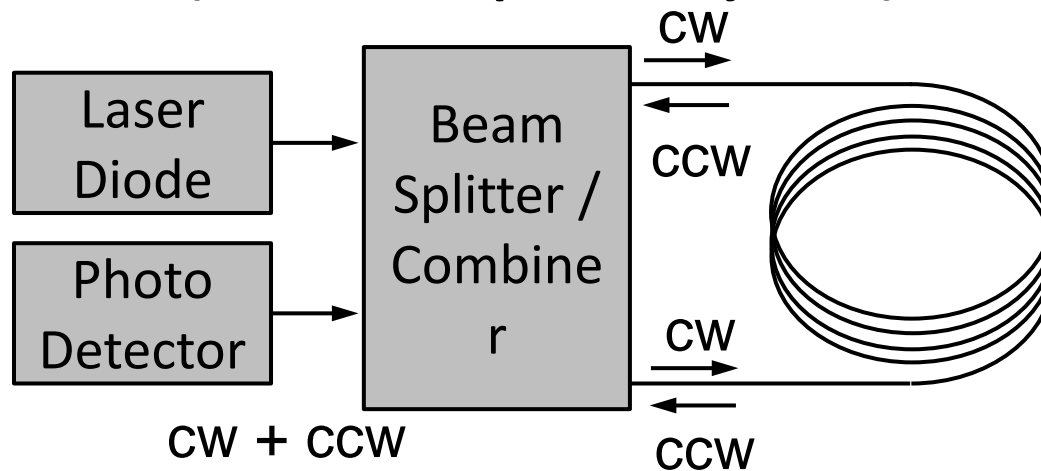 CW
Laser
Diode
Beam
Splitter /
Combine
r
CCW
Photo
Detector
CW
CW + CCW
CCW